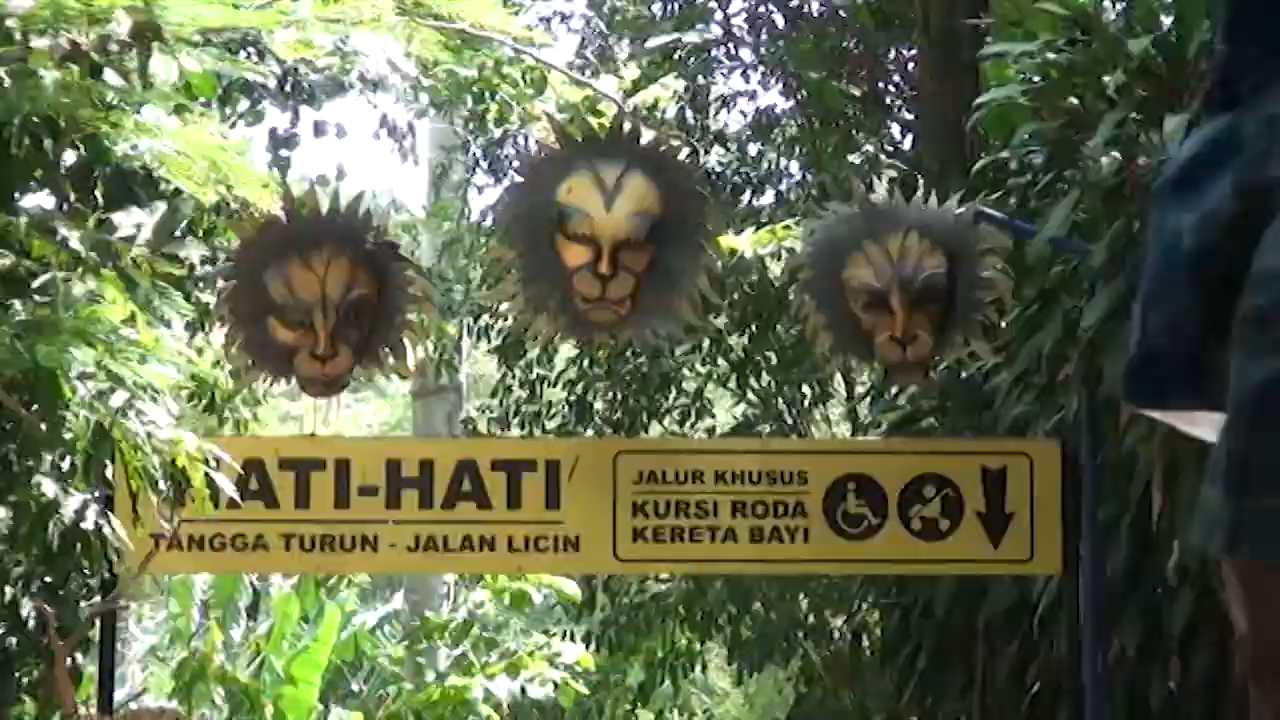 HATI-HATI
TANGGA TURUN - JALAN LICIN
JALUR KHUSUS
KURSI RODA
KERETA BAYI